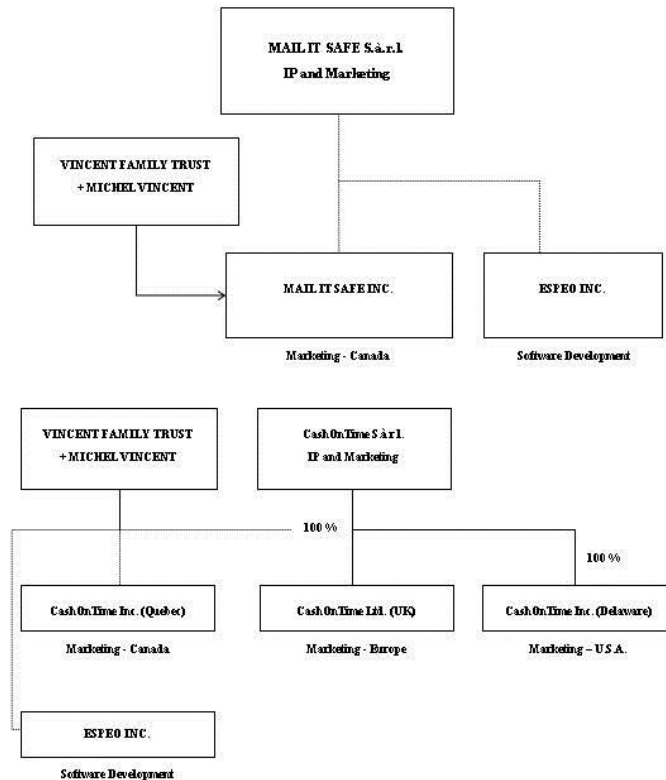 MAIL IT SAFE S.à.r.l.
IP and Marketing
VINCENT FAMILY TRUST
+ MICHEL VINCENT
MAIL IT SAFE INC.
ESPEO INC.
Marketing - Canada
Software Development
VINCENT FAMILY TRUST
+ MICHEL VINCENT
CashOnTime S.à r.l.
IP and Marketing
100 %
100 %
CashOnTime Inc. (Quebec)
CashOnTime Ltd. (UK)
CashOnTime Inc. (Delaware)
Marketing - Canada
Marketing - Europe
Marketing – U.S.A.
ESPEO INC.
Software Development